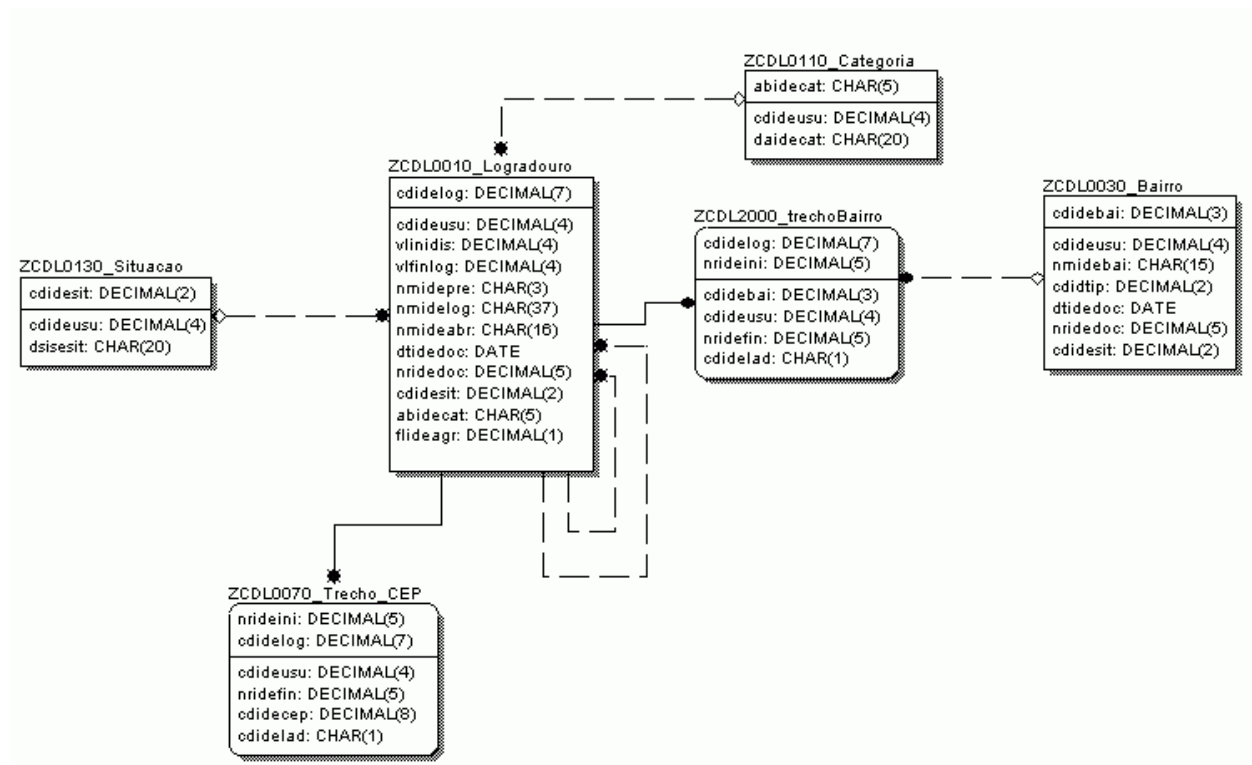 ZCDL0110_Categoria
abidecat: CHAR(5)
cdideusu: DECIMAL(4)
daidecat: CHAR(20)
ZCDL0010_Logradouro
cdidelog: DECIMAL(7)
cdideusu: DECIMAL(4)
vlinidis: DECIMAL(4)
vlfinlog: DECIMAL(4)
nmidepre: CHAR(3)
nmidelog: CHAR(37)
nmideabr: CHAR(16)
dtidedoc: DATE
nridedoc: DECIMAL(5)
cdidesit: DECIMAL(2)
abidecat: CHAR(5)
flideagr: DECIMAL(1)
ZCDL0030_Bairro
cdidebai: DECIMAL(3)
cdideusu: DECIMAL(4)
nmidebai: CHAR(15)
cdidtip: DECIMAL(2)
dtidedoc: DATE
nridedoc: DECIMAL(5)
cdidesit: DECIMAL(2)
ZCDL2000_trechoBairro
cdidelog: DECIMAL(7)
nrideini: DECIMAL(5)
cdidebai: DECIMAL(3)
cdideusu: DECIMAL(4)
nridefin: DECIMAL(5)
cdidelad: CHAR(1)
ZCDL0130_Situacao
cdidesit: DECIMAL(2)
cdideusu: DECIMAL(4)
dsisesit: CHAR(20)
ZCDL0070_Trecho_CEP
nrideini: DECIMAL(5)
cdidelog: DECIMAL(7)
cdideusu: DECIMAL(4)
nridefin: DECIMAL(5)
cdidecep: DECIMAL(8)
cdidelad: CHAR(1)